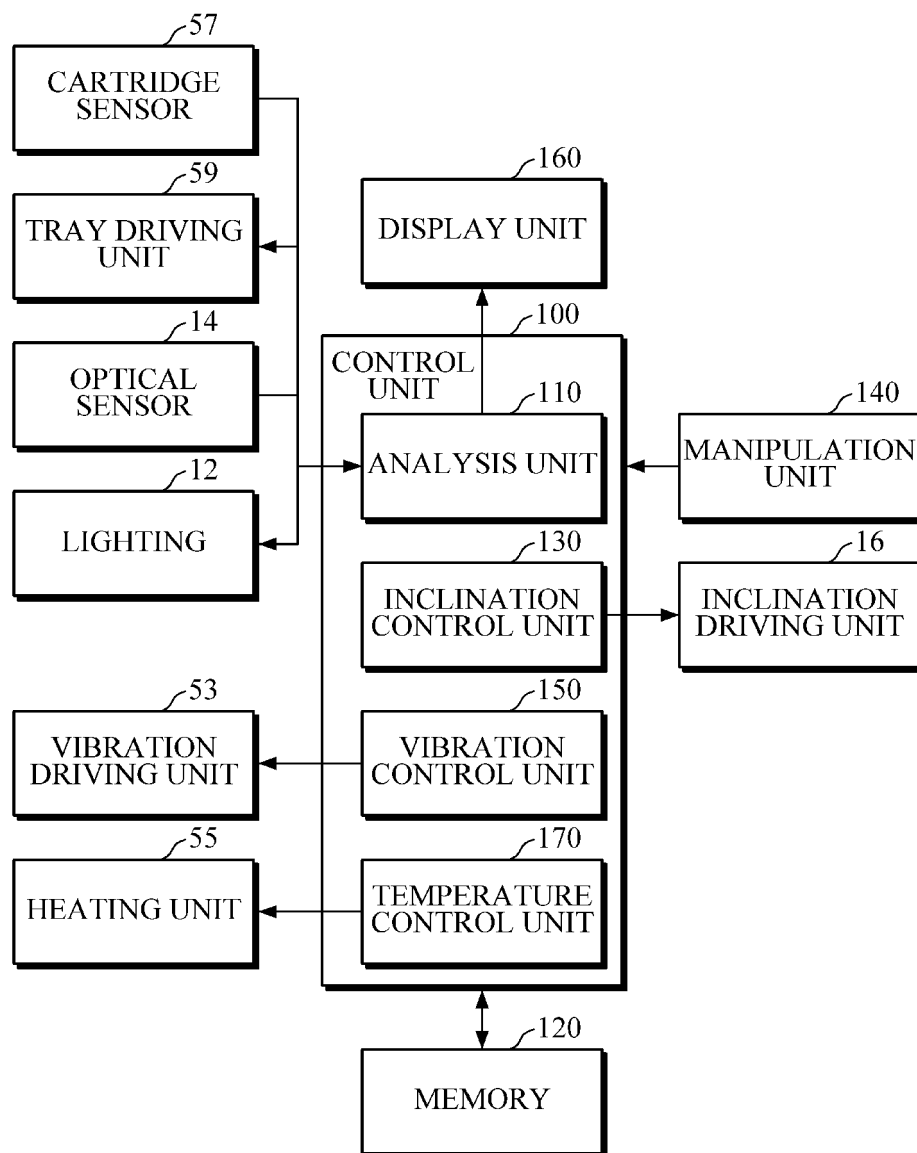 57
CARTRIDGE
SENSOR
59
TRAY DRIVING
UNIT
14
OPTICAL
SENSOR
12
LIGHTING
53
VIBRATION
DRIVING UNIT
55
HEATING UNIT
160
DISPLAY UNIT
100
CONTROL
UNIT
110
ANALYSIS UNIT
130
INCLINATION
CONTROL UNIT
150
VIBRATION
CONTROL UNIT
170
TEMPERATURE
CONTROL UNIT
120
MEMORY
140
MANIPULATION
UNIT
16
INCLINATION
DRIVING UNIT